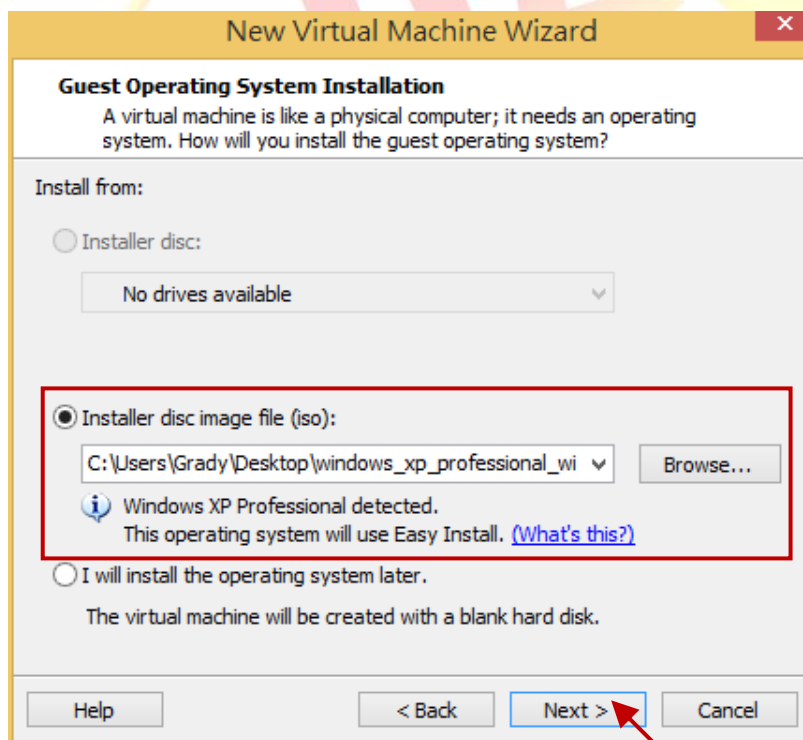 New Virtual Machine Wizard
Guest Operating System Installation
A virtual machine is like a physical computer; it needs an operating
system. How will you install the guest operating system?
Install from:
Installer disc:
No drives available
Installer disc image file (iso):
C:\Users\Grady\Desktop\windows_xp_professional_wi
Browse...
Windows XP Professional detected.
This operating system will use Easy Install. (What's this?)
I will install the operating system later.
The virtual machine will be created with a blank hard disk.
Help < Back Next > Cancel